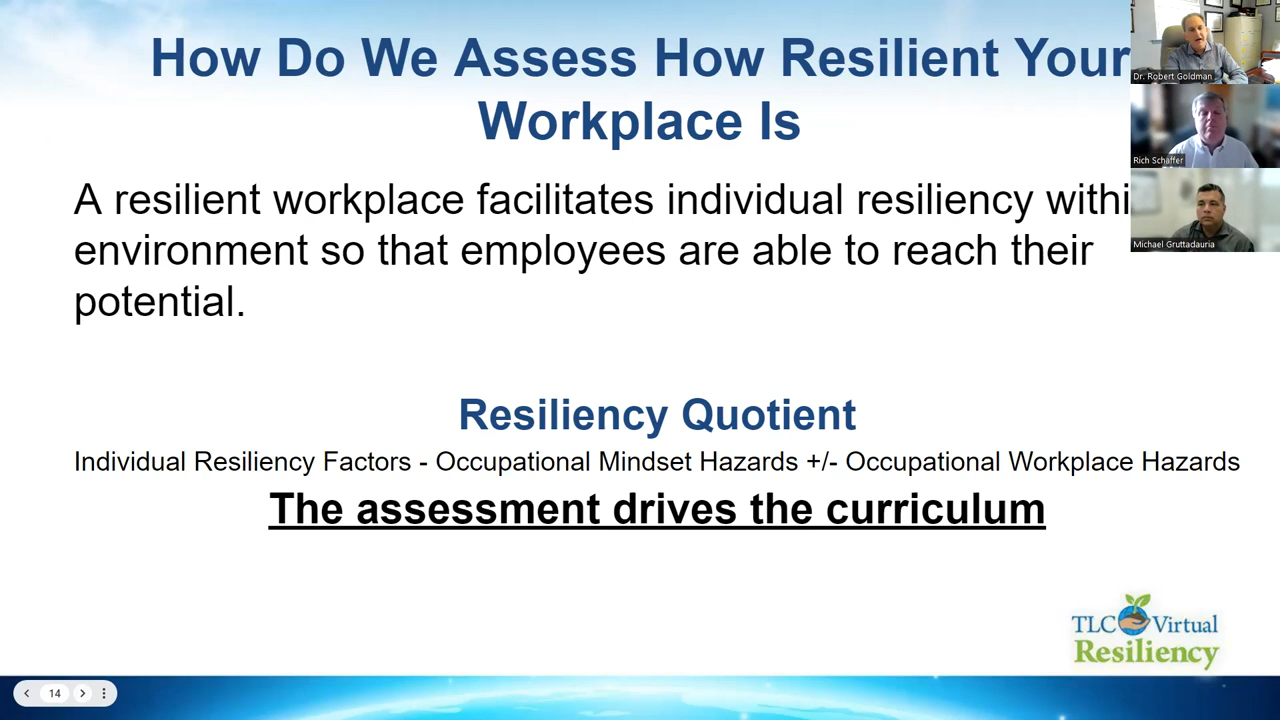 How Do We Assess How Resilient Your
Workplace Is
A resilient workplace facilitates individual resiliency withi
environment so that employees are able to reach their
potential.
Resiliency Quotient
Individual Resiliency Factors - Occupational Mindset Hazards +/- Occupational Workplace Hazards
The assessment drives the curriculum
Dr. Robert Goldman
Rich Schaffer
Michael Gruttadauria
TLC Virtual
Resiliency
14